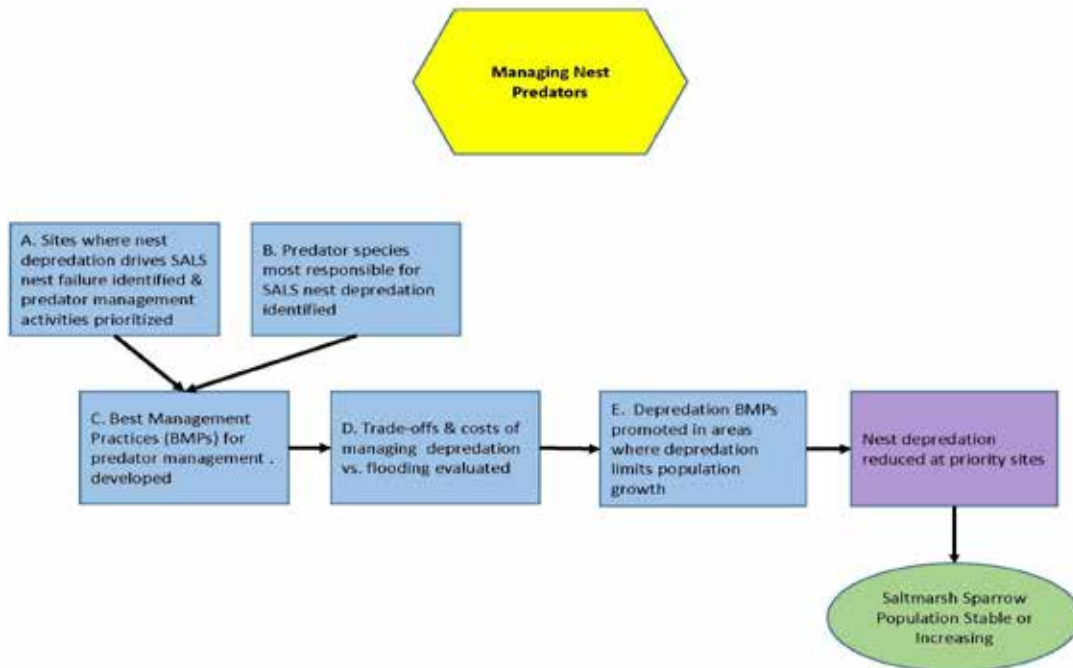 Managing Nest
Predators
A. Sites where nest
depredation drives SALS
nest failure identified &
predator management
activities prioritized
B. Predator species
most responsible for
SALS nest depredation
identified
C. Best Management
Practices (BMPs) for
predator management .
developed
D. Trade-offs & costs of
managing depredation
vs. flooding evaluated
E. Depredation BMPs
promoted in areas
where depredation
limits population
growth
Nest depredation
reduced at priority sites
Saltmarsh Sparrow
Population Stable or
Increasing